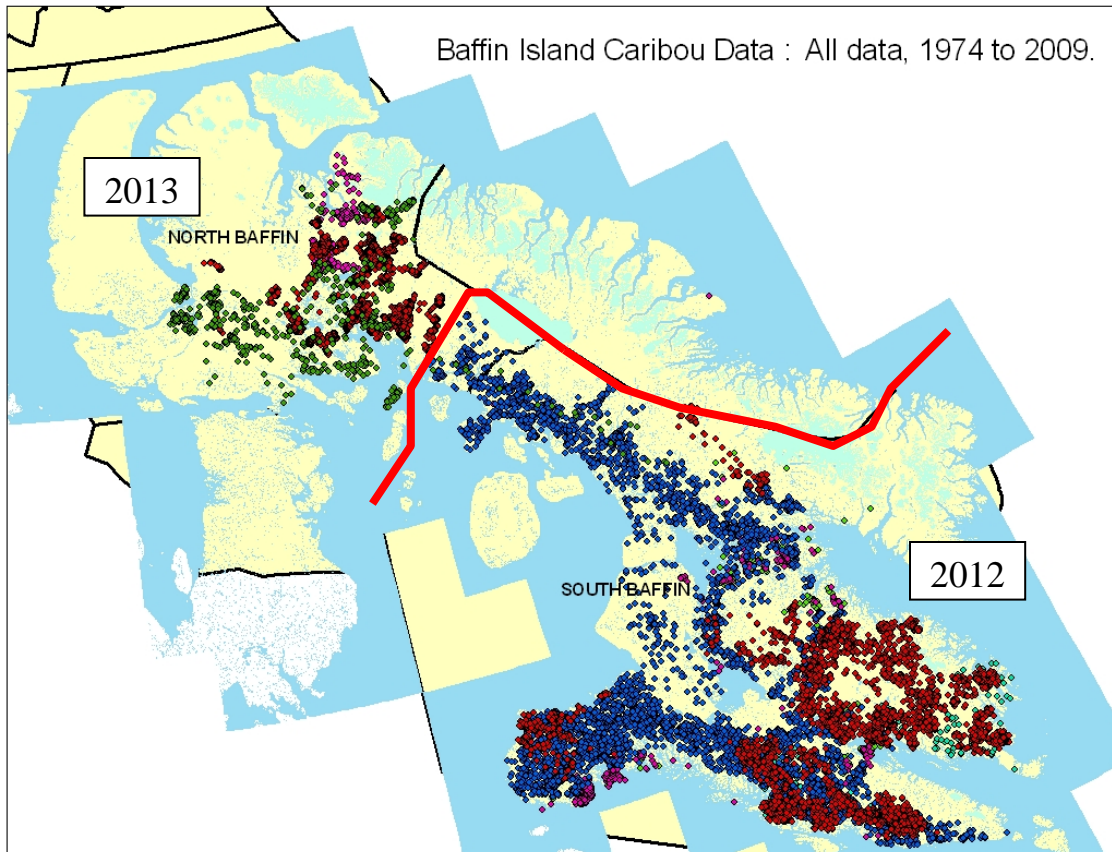 Baffin Island Caribou Data : All data, 1974 to 2009.
2013
NORTH BAFFIN
SOUTH BAFFIN
2012